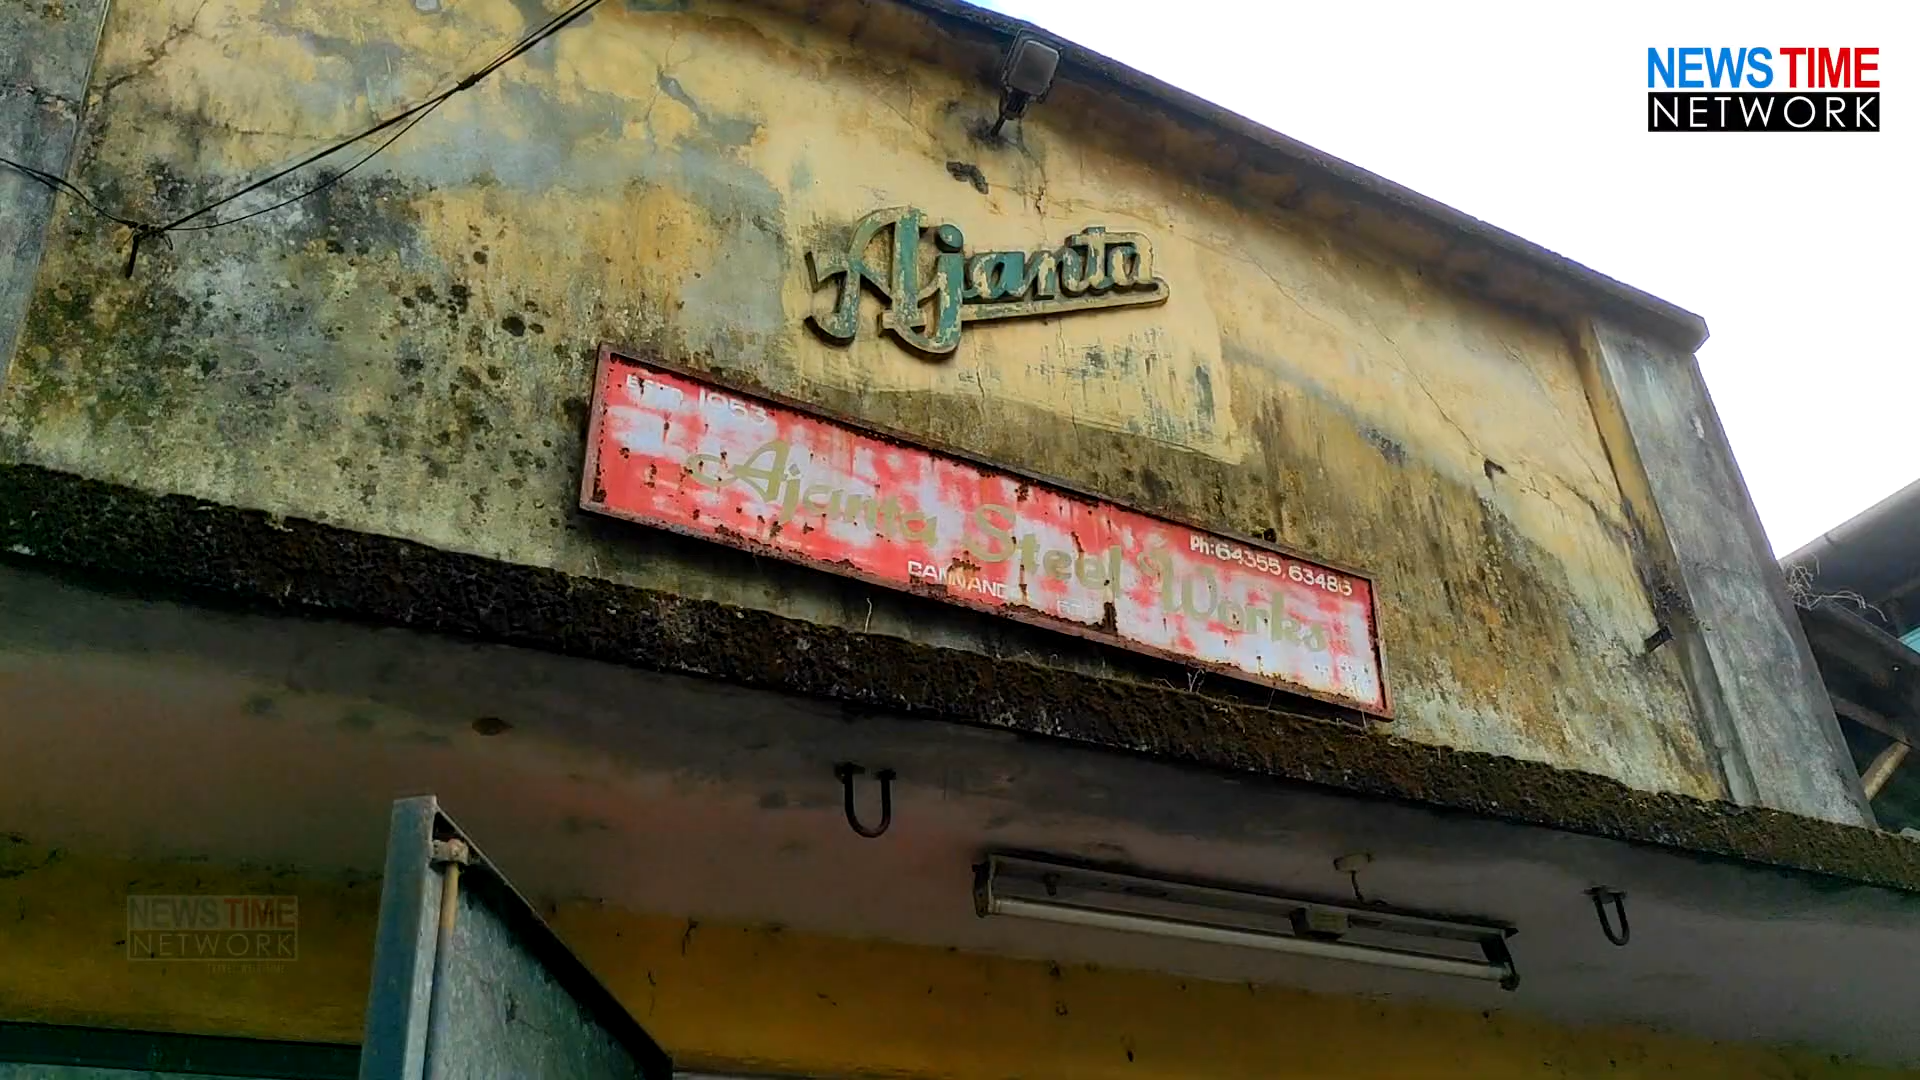 NEWS TIME
NETWORK
Ajanta
ESTD. 1953
Ajanta Steel Works
Ph:64355,63486
NEWS TIME
NETWORK